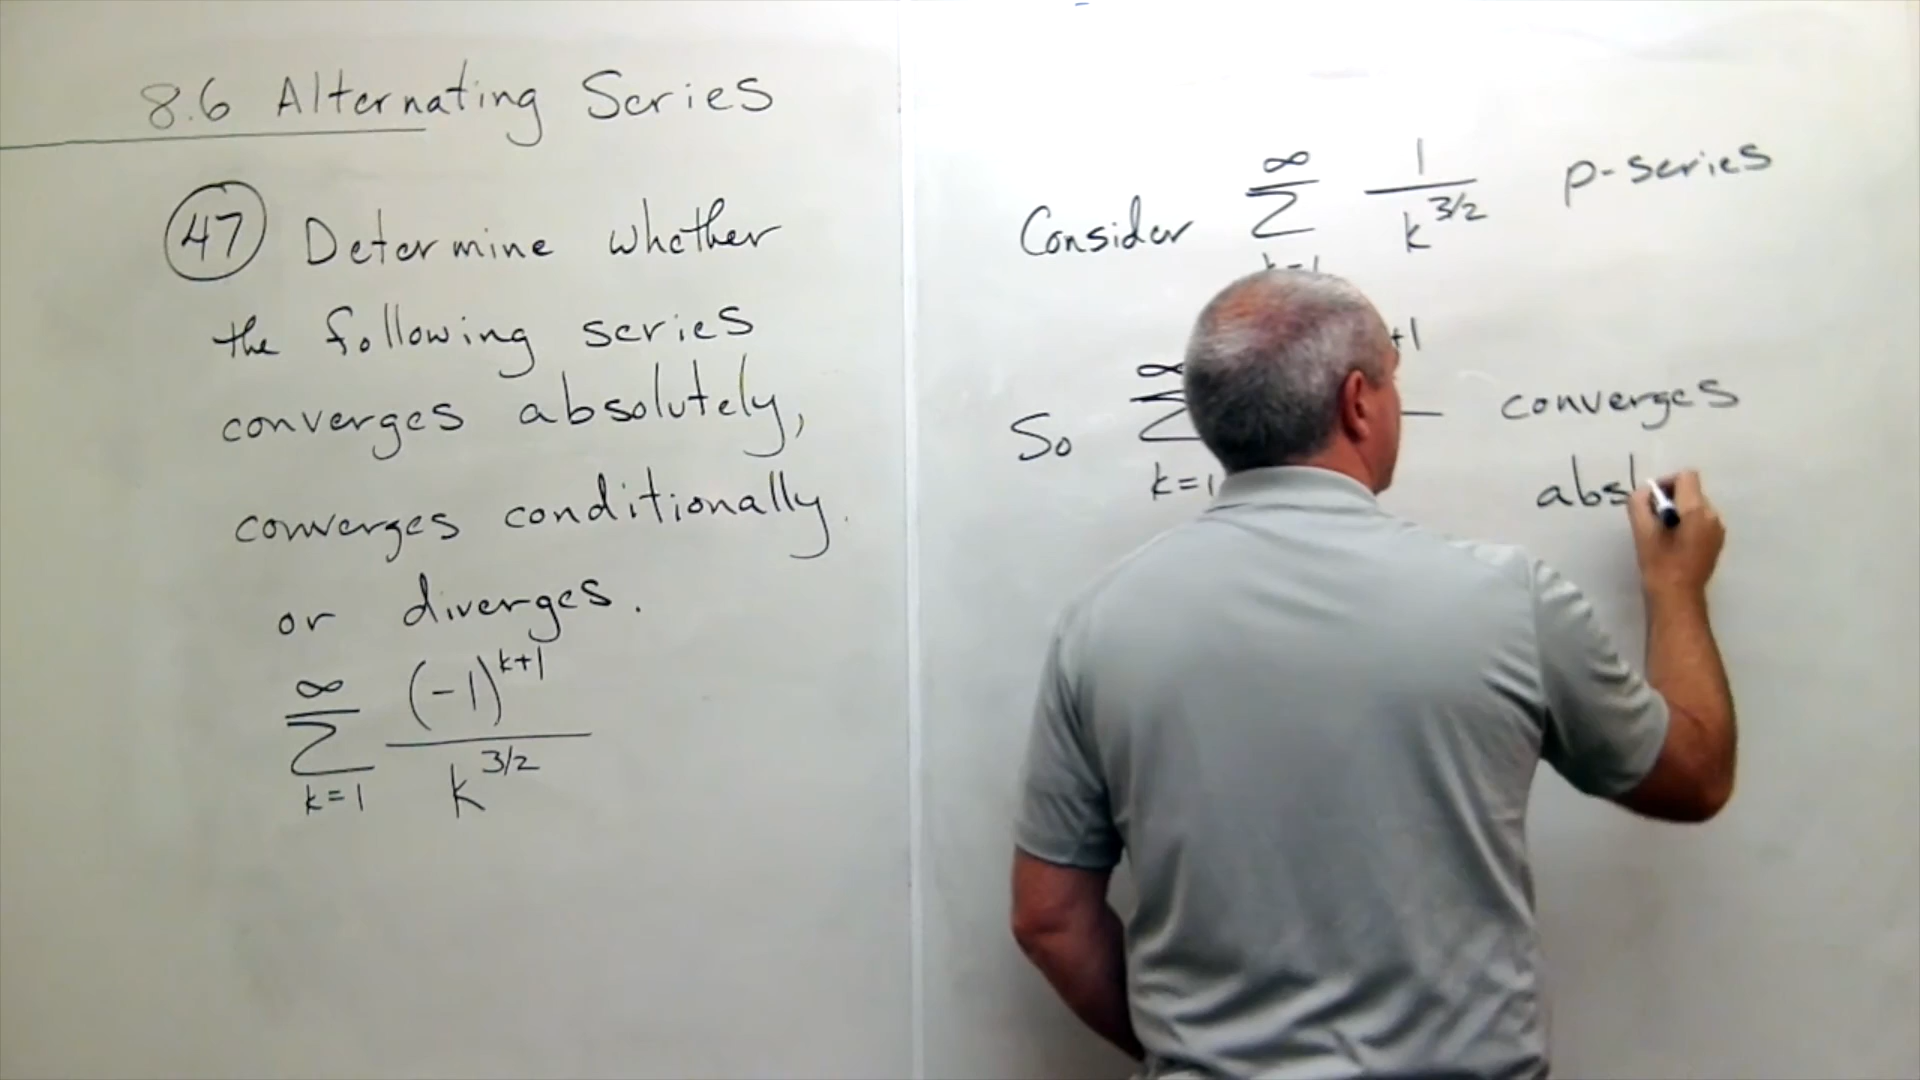 8.6 Alternating Series
47 Determine whether
the following series
converges absolutely,
converges conditionally
or diverges.
∞ (-1)^{k+1}
Σ
k=1 k^{3/2}
Consider ∞ Σ 1/k^{3/2} p-series
k=1
+1
So ∞ Σ converges
k=1
absl